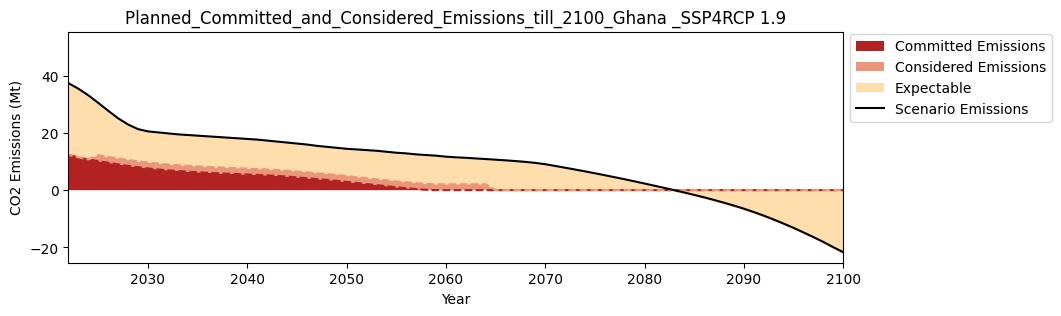 Planned_Committed_and_Considered_Emissions_till_2100_Ghana _SSP4RCP 1.9
Committed Emissions
Considered Emissions
Expectable
Scenario Emissions
CO2 Emissions (Mt)
40
20
0
−20
2030 2040 2050 2060 2070 2080 2090 2100
Year